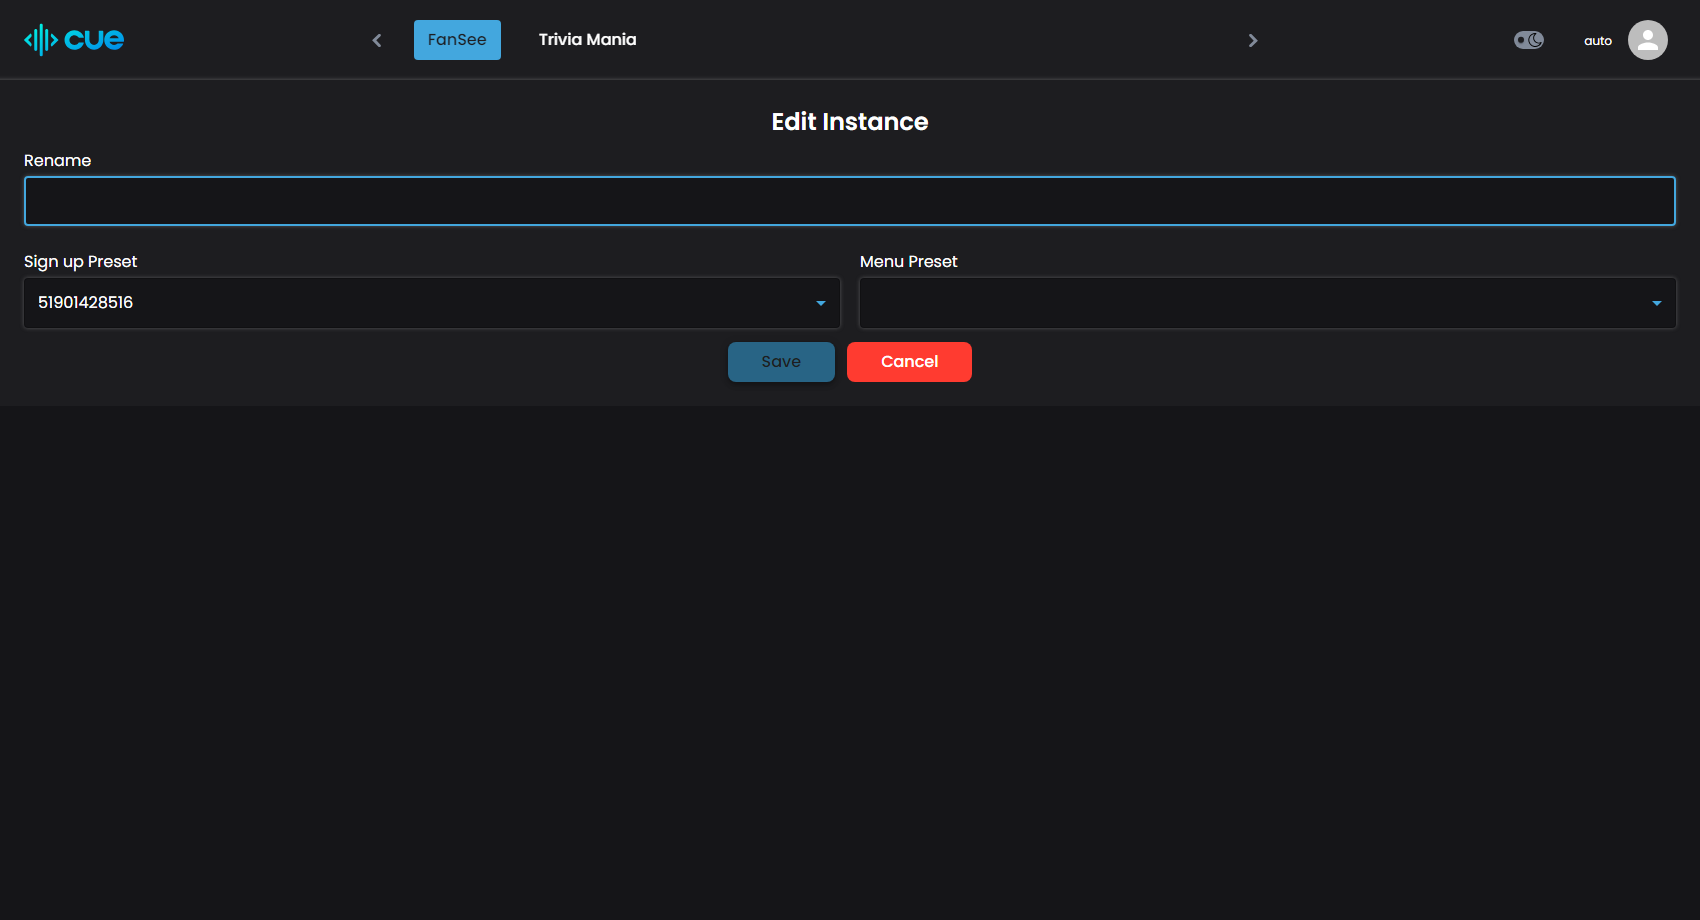 cue
FanSee
Trivia Mania
auto
Edit Instance
Rename
Sign up Preset
Menu Preset
51901428516
Save
Cancel